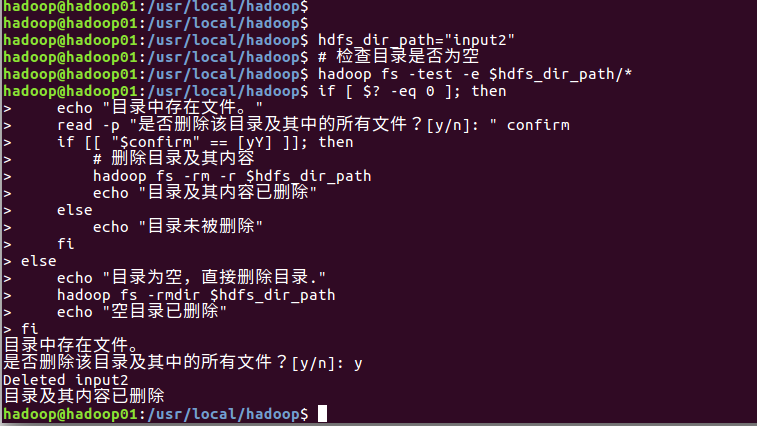 hadoop@hadoop01:/usr/local/hadoop$
hadoop@hadoop01:/usr/local/hadoop$
hadoop@hadoop01:/usr/local/hadoop$ hdfs_dir_path="input2"
hadoop@hadoop01:/usr/local/hadoop$ # 检查目录是否为空
hadoop@hadoop01:/usr/local/hadoop$ hadoop fs -test -e $hdfs_dir_path/*
hadoop@hadoop01:/usr/local/hadoop$ if [ $? -eq 0 ]; then
>     echo "目录中存在文件。"
>     read -p "是否删除该目录及其中的所有文件？[y/n]: " confirm
>     if [[ "$confirm" == [yY] ]]; then
>         # 删除目录及其内容
>         hadoop fs -rm -r $hdfs_dir_path
>         echo "目录及其内容已删除"
>     else
>         echo "目录未被删除"
>     fi
> else
>     echo "目录为空，直接删除目录."
>     hadoop fs -rmdir $hdfs_dir_path
>     echo "空目录已删除"
> fi
目录中存在文件。
是否删除该目录及其中的所有文件？[y/n]: y
Deleted input2
目录及其内容已删除
hadoop@hadoop01:/usr/local/hadoop$